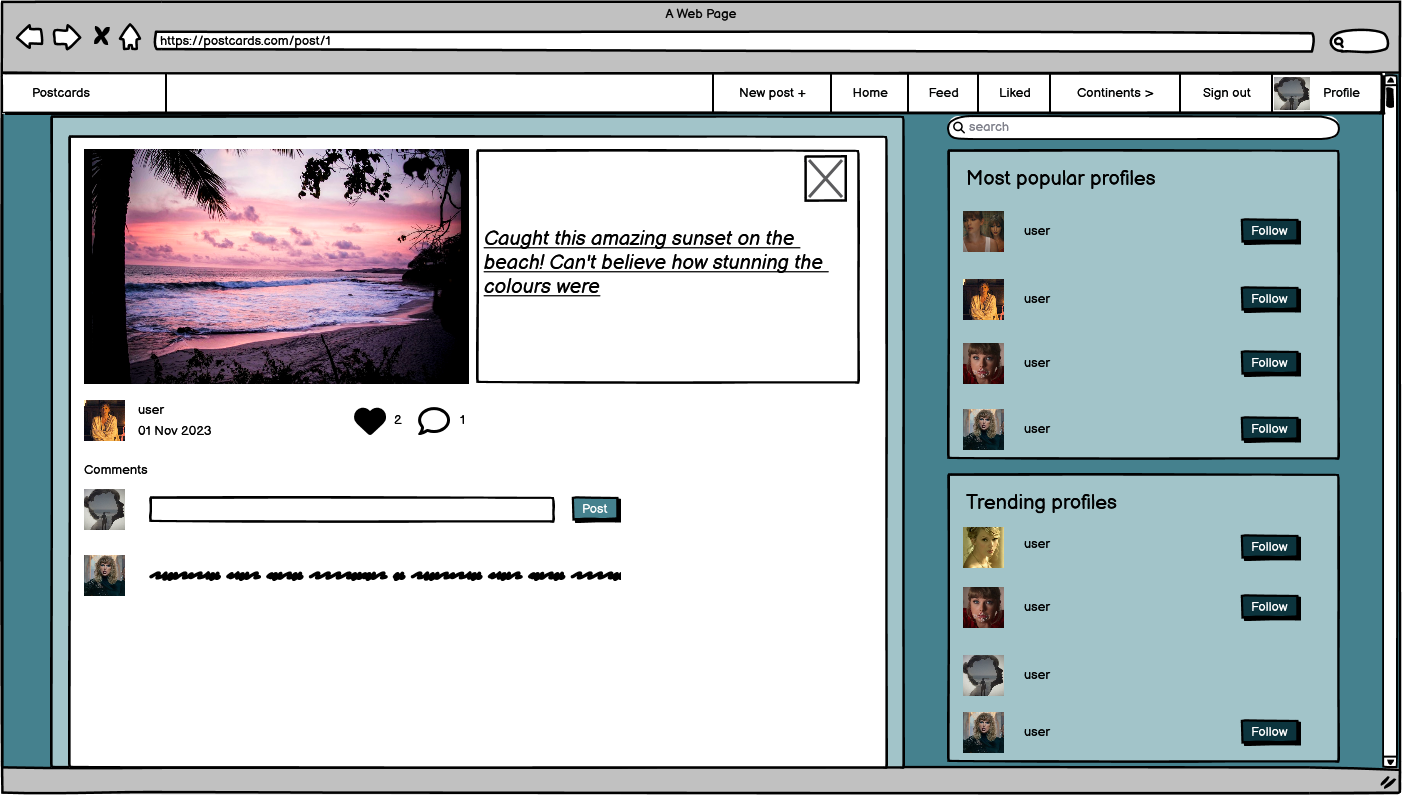 A Web Page
https://postcards.com/post/1
Postcards
New post +
Home
Feed
Liked
Continents >
Sign out
Profile
search
Caught this amazing sunset on the
beach! Can't believe how stunning the
colours were
user
01 Nov 2023
2
1
Comments
Post
Most popular profiles
user
Follow
user
Follow
user
Follow
user
Follow
Trending profiles
user
Follow
user
Follow
user
user
Follow